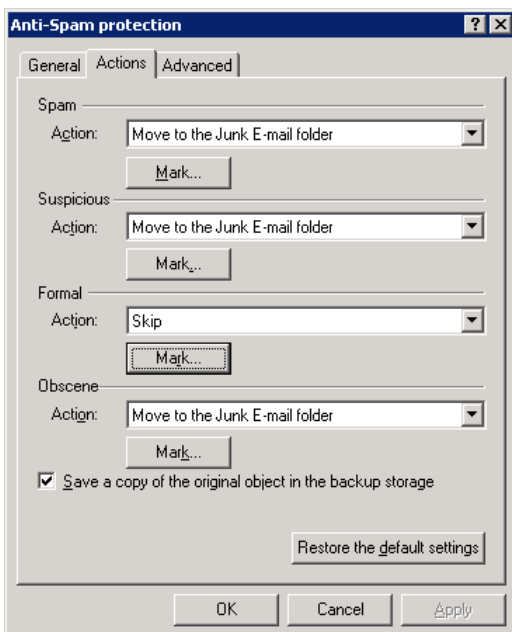 Anti-Spam protection
General Actions Advanced
Spam
Action: Move to the Junk E-mail folder
Mark...
Suspicious
Action: Move to the Junk E-mail folder
Mark...
Formal
Action: Skip
Mark...
Obscene
Action: Move to the Junk E-mail folder
Mark...
Save a copy of the original object in the backup storage
Restore the default settings
OK Cancel Apply